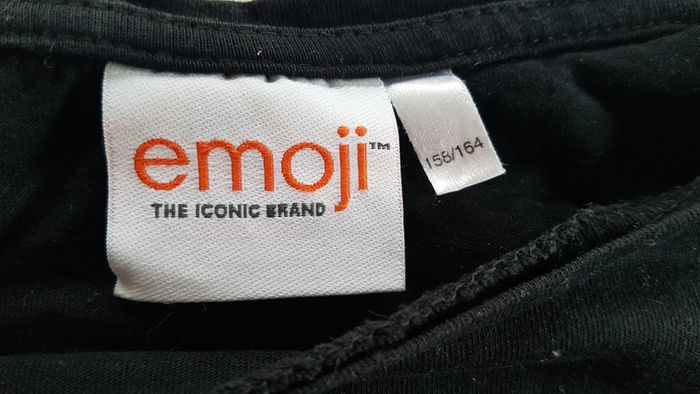 emoji™
THE ICONIC BRAND
158/164